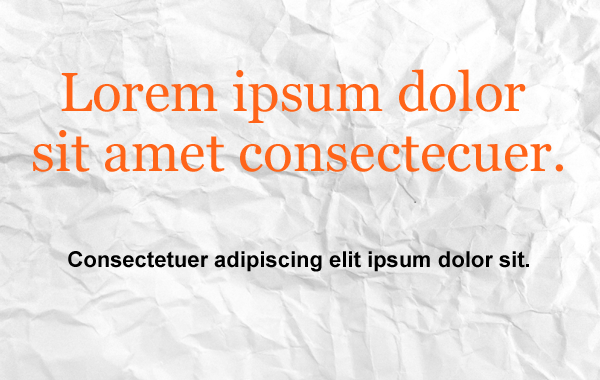 Lorem ipsum dolor
sit amet consectecuer.
Consectetuer adipiscing elit ipsum dolor sit.